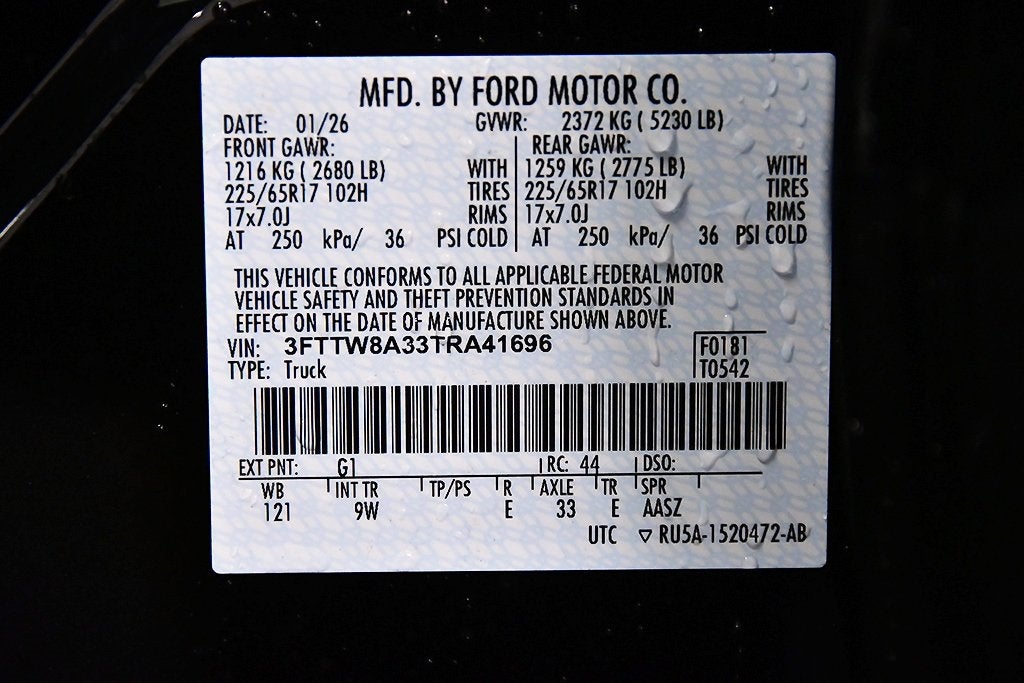 MFD. BY FORD MOTOR CO.
DATE: 01/26 GVWR: 2372 KG ( 5230 LB)
FRONT GAWR: REAR GAWR:
1216 KG ( 2680 LB) WITH 1259 KG ( 2775 LB) WITH
225/65R17 102H TIRES 225/65R17 102H TIRES
17x7.0J RIMS 17x7.0J RIMS
AT 250 kPa/ 36 PSI COLD AT 250 kPa/ 36 PSI COLD
THIS VEHICLE CONFORMS TO ALL APPLICABLE FEDERAL MOTOR
VEHICLE SAFETY AND THEFT PREVENTION STANDARDS IN
EFFECT ON THE DATE OF MANUFACTURE SHOWN ABOVE.
VIN: 3FTTW8A33TRA41696 F0181
TYPE: Truck T0542
EXT PNT: G1 RC: 44 DSO:
WB INT TR TP/PS R AXLE TR SPR
121 9W E 33 E AASZ
UTC ▽ RU5A-1520472-AB